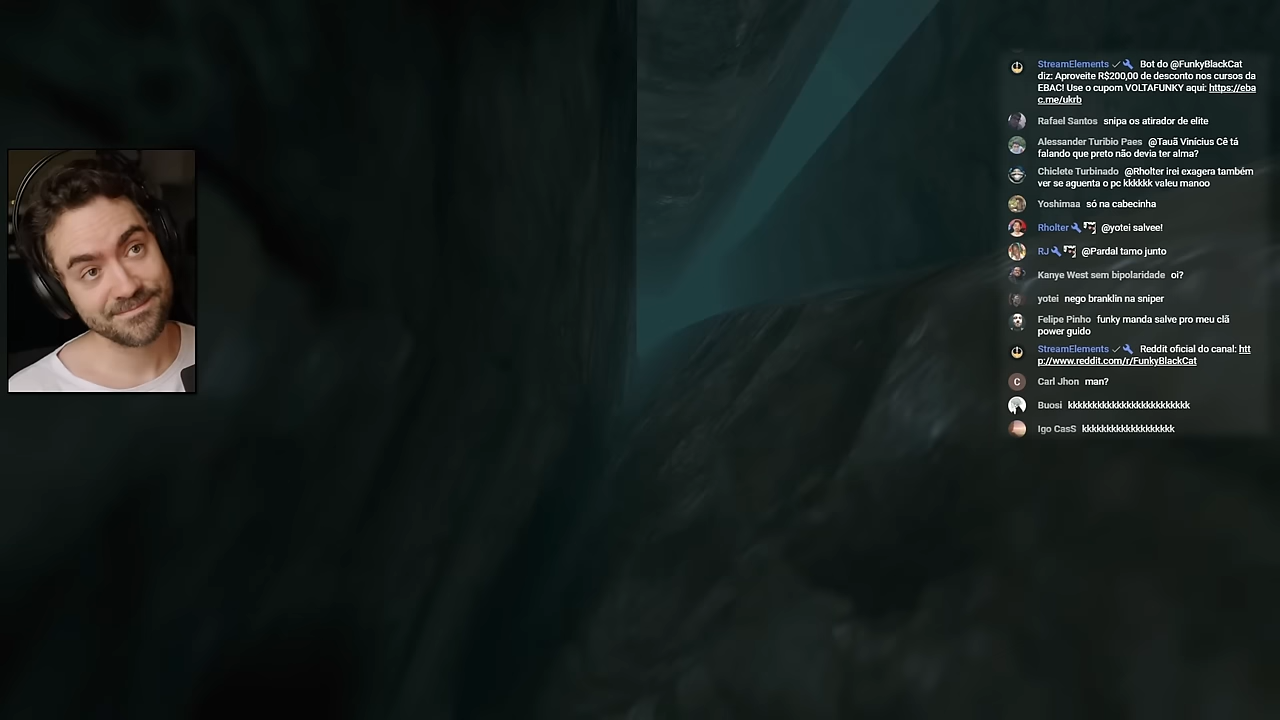 StreamElements Bot do @FunkyBlackCat
diz: Aproveite R$200,00 de desconto nos cursos da
EBAC! Use o cupom VOLTAFUNKY aqui: https://eba
c.me/ukrb
Rafael Santos snipa os atirador de elite
Alessander Turibio Paes @Tauã Vinícius Cê tá
falando que preto não devia ter alma?
Chiclete Turbinado @Rholter irei exagera também
ver se aguenta o pc kkkkkk valeu manoo
Yoshimaa só na cabecinha
Rholter @yotei salvee!
RJ @Pardal tamo junto
Kanye West sem bipolaridade oi?
yotei nego branklin na sniper
Felipe Pinho funky manda salve pro meu clã
power guido
StreamElements Reddit oficial do canal: htt
p://www.reddit.com/r/FunkyBlackCat
C Carl Jhon man?
Buosi kkkkkkkkkkkkkkkkkkkkkkkkk
Igo CasS kkkkkkkkkkkkkkkkkkk